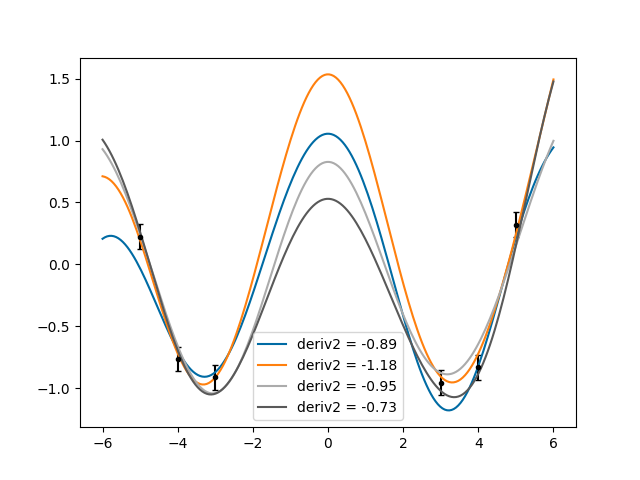 1.5
1.0
0.5
0.0
−0.5
−1.0
deriv2 = -0.89
deriv2 = -1.18
deriv2 = -0.95
deriv2 = -0.73
−6 −4 −2 0 2 4 6